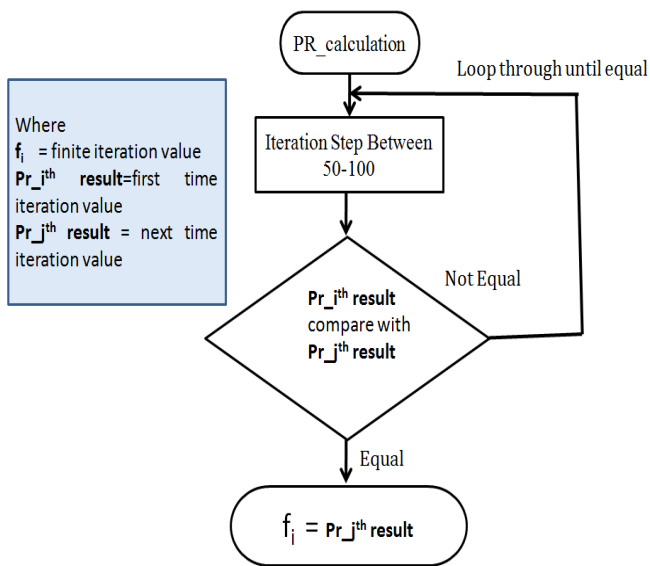 PR_calculation
Loop through until equal
Iteration Step Between
50-100
Where
fᵢ = finite iteration value
Pr_iᵗʰ result=first time
iteration value
Pr_jᵗʰ result = next time
iteration value
Pr_iᵗʰ result
compare with
Pr_jᵗʰ result
Not Equal
Equal
fᵢ = Pr_jᵗʰ result